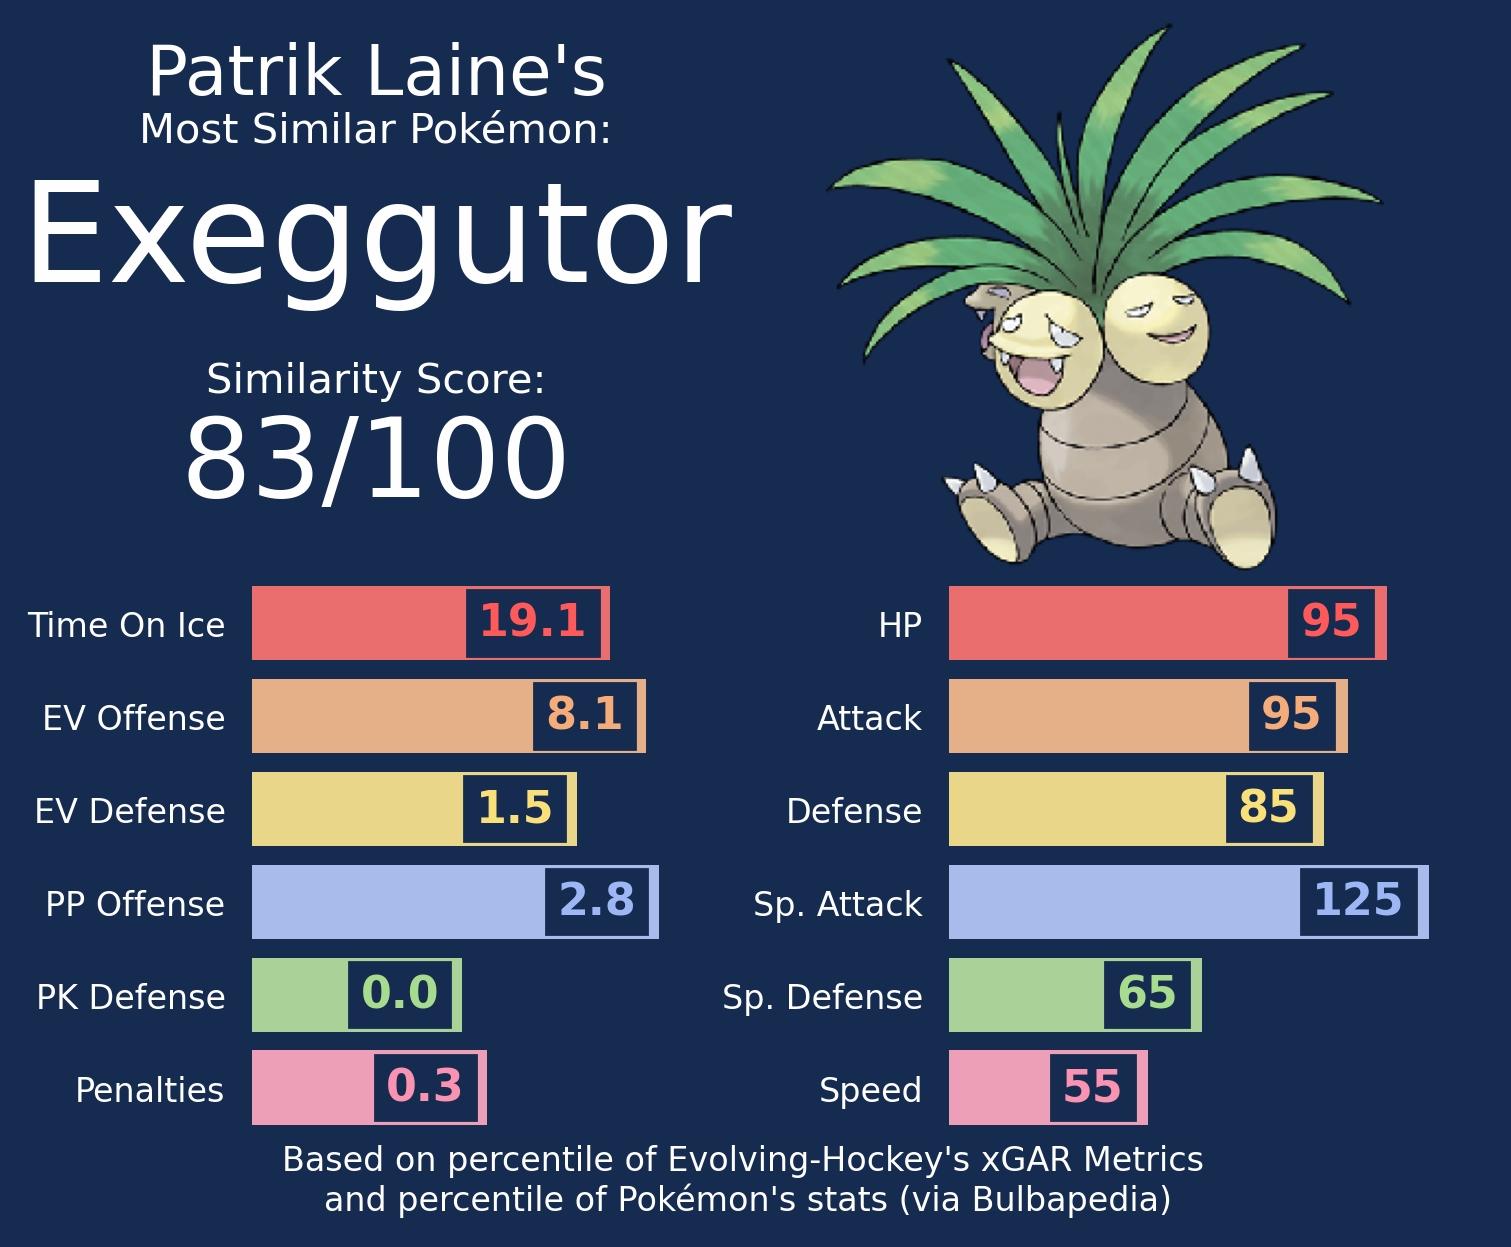 Patrik Laine's
Most Similar Pokémon:
Exeggutor
Similarity Score:
83/100
Time On Ice 19.1
EV Offense 8.1
EV Defense 1.5
PP Offense 2.8
PK Defense 0.0
Penalties 0.3
HP 95
Attack 95
Defense 85
Sp. Attack 125
Sp. Defense 65
Speed 55
Based on percentile of Evolving-Hockey's xGAR Metrics
and percentile of Pokémon's stats (via Bulbapedia)